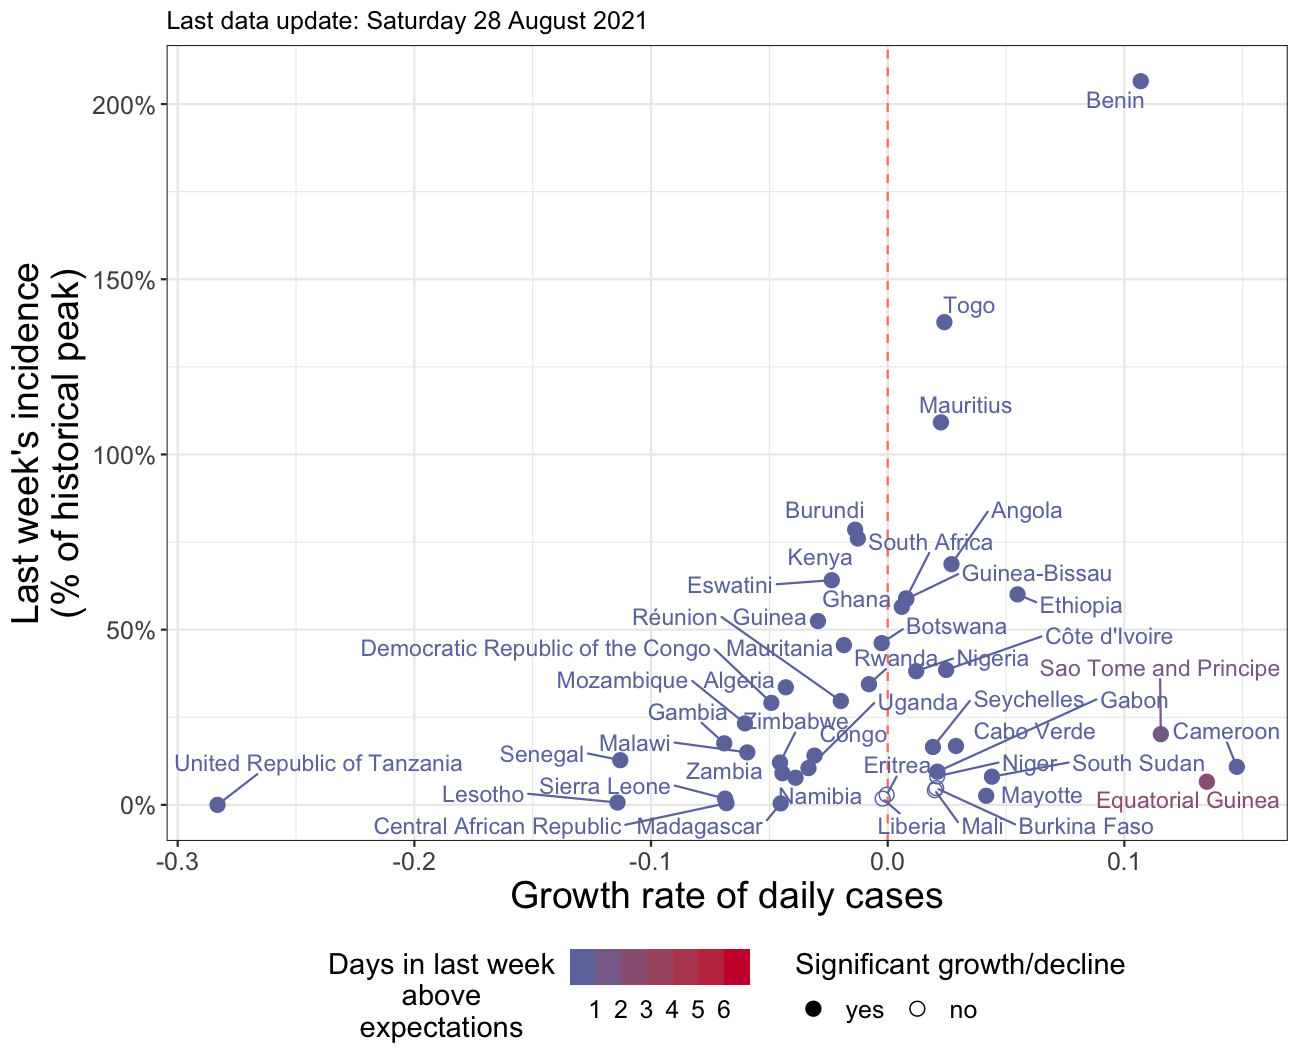 Last data update: Saturday 28 August 2021
Last week's incidence
(% of historical peak)
200%
150%
100%
50%
0%
Benin
Togo
Mauritius
Burundi
Angola
South Africa
Kenya
Guinea-Bissau
Eswatini
Ghana
Ethiopia
Réunion
Guinea
Botswana
Côte d'Ivoire
Democratic Republic of the Congo
Mauritania
Rwanda
Nigeria
Sao Tome and Principe
Mozambique
Algeria
Uganda
Seychelles
Gabon
Gambia
Zimbabwe
Congo
Cabo Verde
Cameroon
Malawi
Senegal
United Republic of Tanzania
Zambia
Eritrea
Niger
South Sudan
Sierra Leone
Lesotho
Namibia
Mayotte
Equatorial Guinea
Central African Republic
Madagascar
Liberia
Mali
Burkina Faso
-0.3
-0.2
-0.1
0.0
0.1
Growth rate of daily cases
Days in last week
above
expectations
1 2 3 4 5 6
Significant growth/decline
yes
no